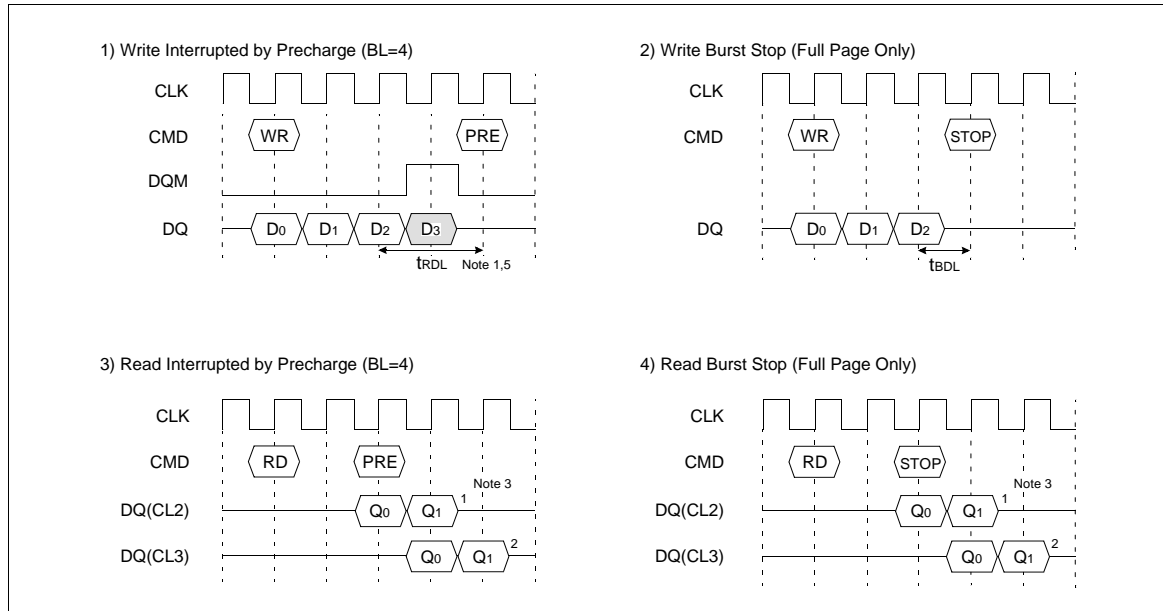 1) Write Interrupted by Precharge (BL=4)
CLK
CMD WR PRE
DQM
DQ D0 D1 D2 D3
tRDL Note 1,5
2) Write Burst Stop (Full Page Only)
CLK
CMD WR STOP
DQ D0 D1 D2
tBDL
3) Read Interrupted by Precharge (BL=4)
CLK
CMD RD PRE
Note 3
DQ(CL2) Q0 Q1 1
DQ(CL3) Q0 Q1 2
4) Read Burst Stop (Full Page Only)
CLK
CMD RD STOP
Note 3
DQ(CL2) Q0 Q1 1
DQ(CL3) Q0 Q1 2